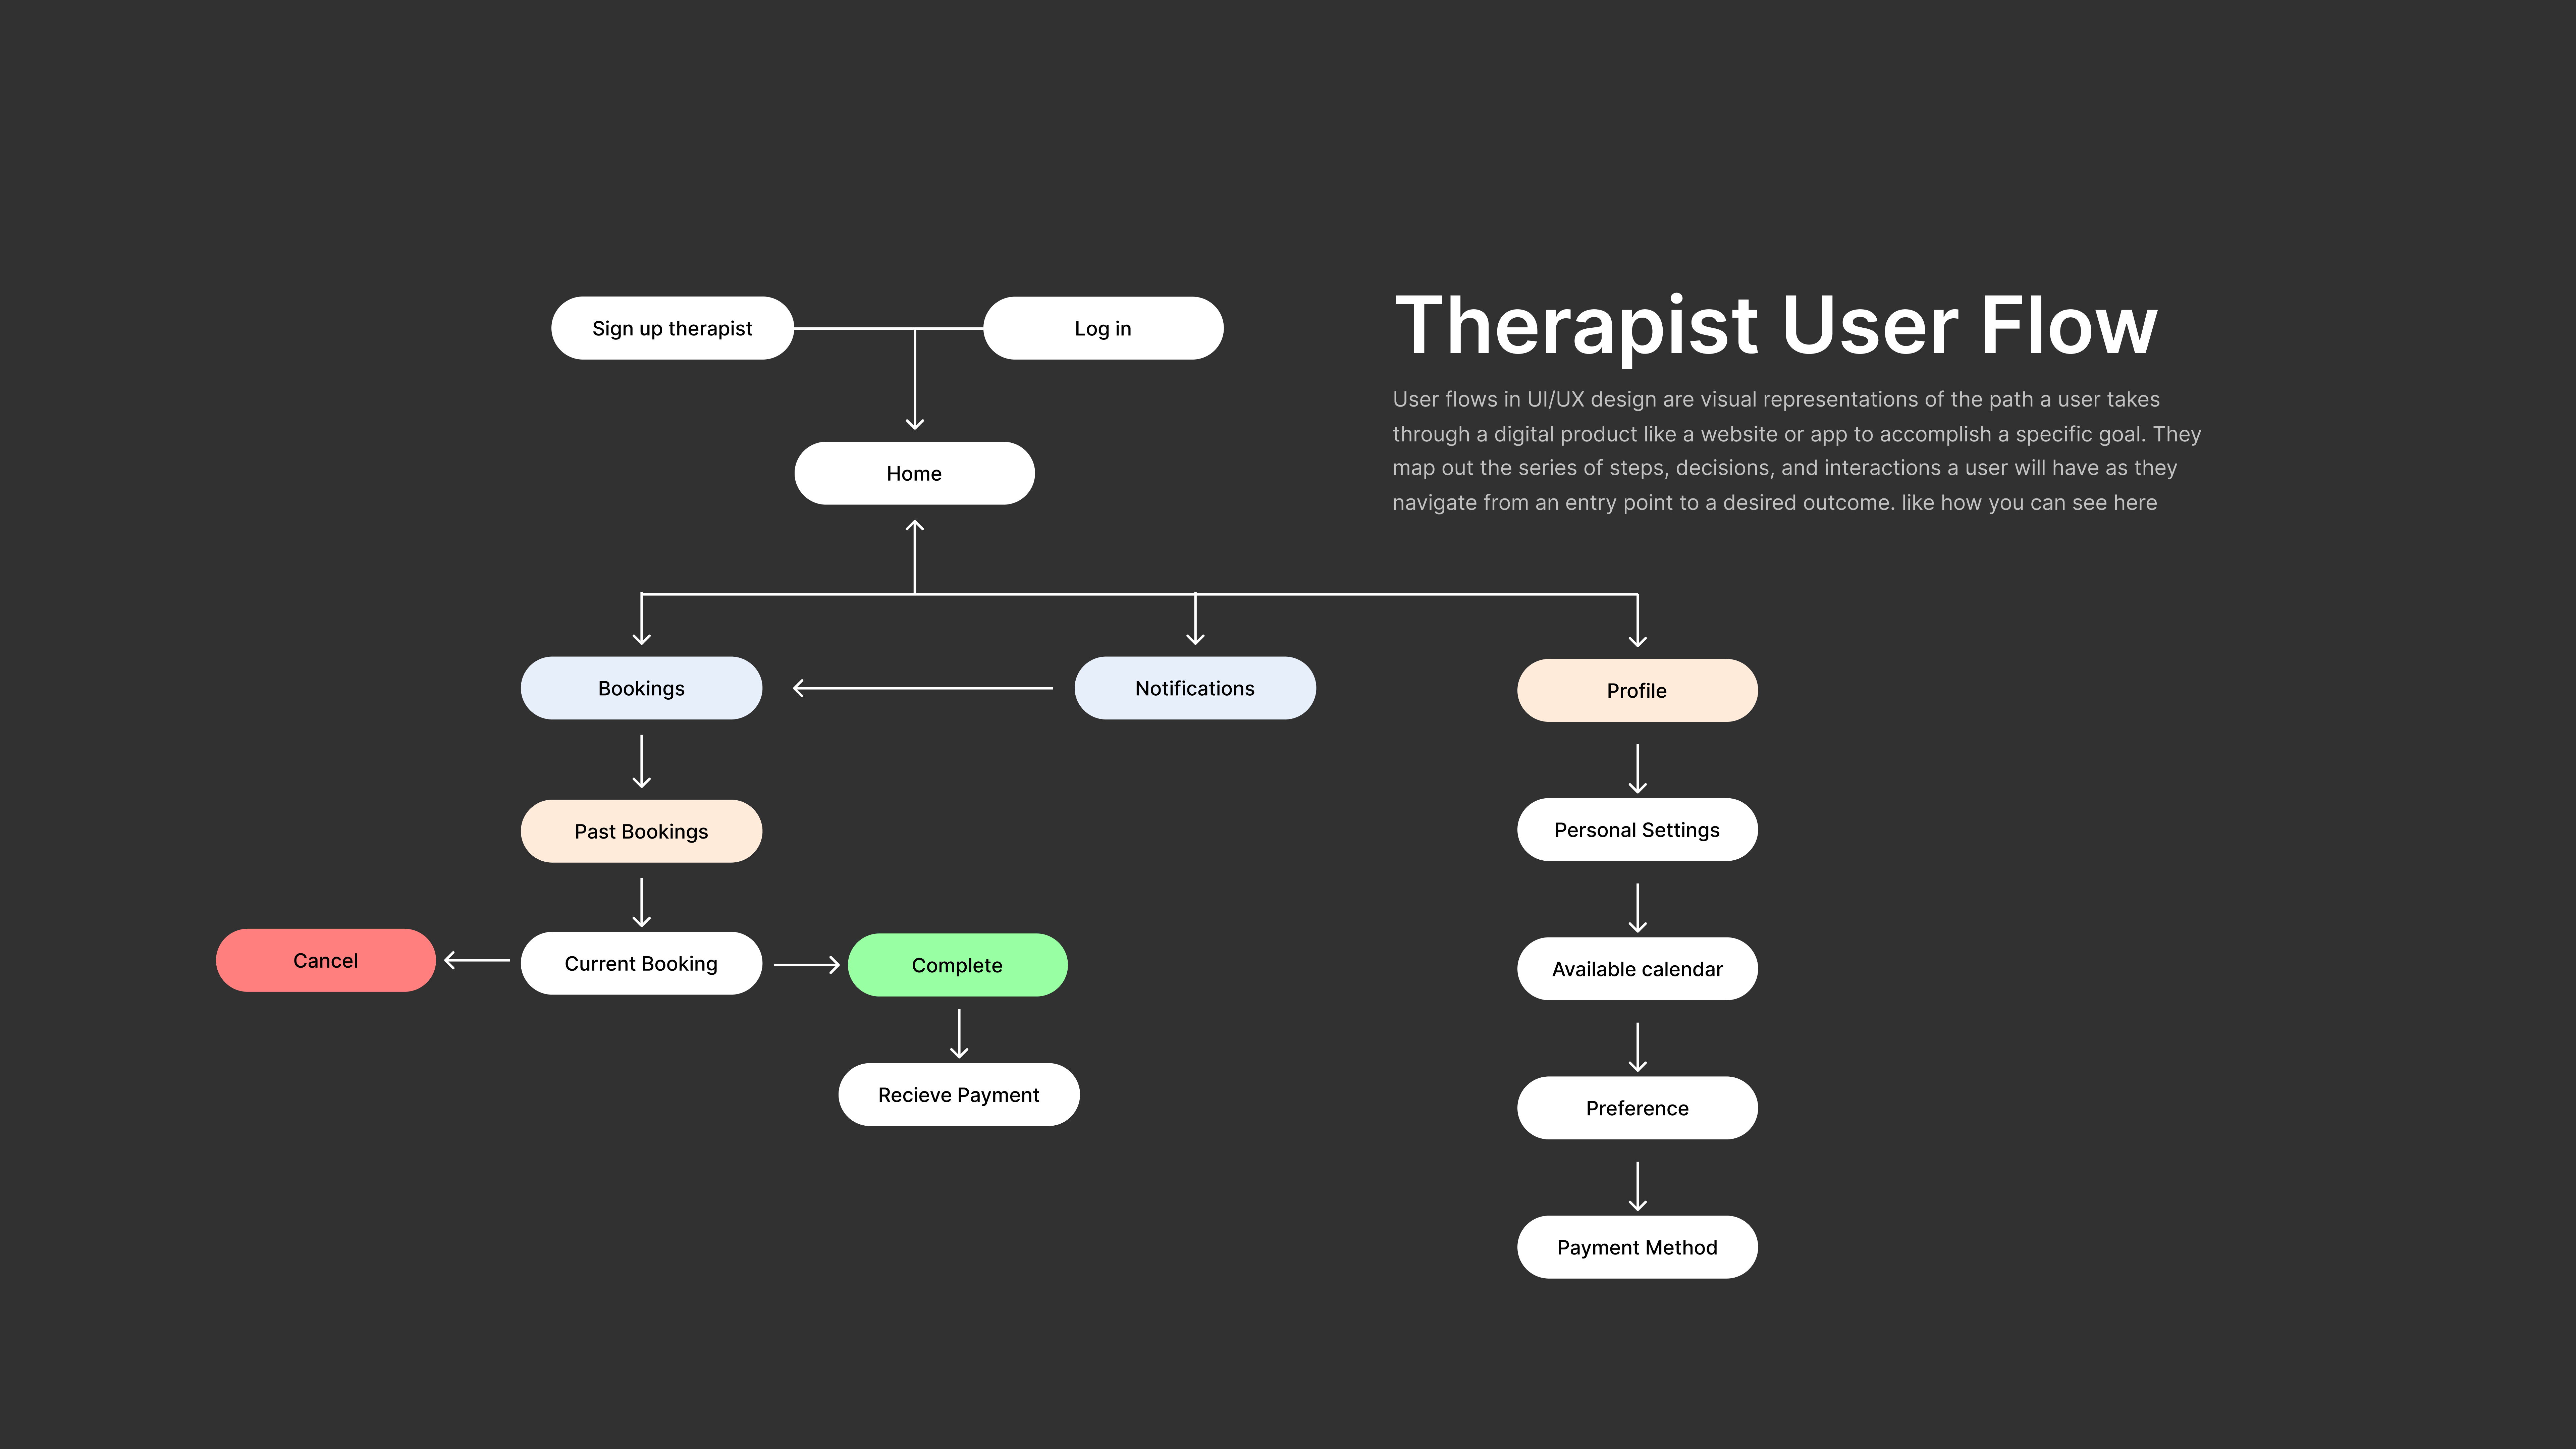 Therapist User Flow
User flows in UI/UX design are visual representations of the path a user takes
through a digital product like a website or app to accomplish a specific goal. They
map out the series of steps, decisions, and interactions a user will have as they
navigate from an entry point to a desired outcome. like how you can see here
Sign up therapist
Log in
Home
Bookings
Notifications
Profile
Past Bookings
Personal Settings
Cancel
Current Booking
Complete
Available calendar
Recieve Payment
Preference
Payment Method